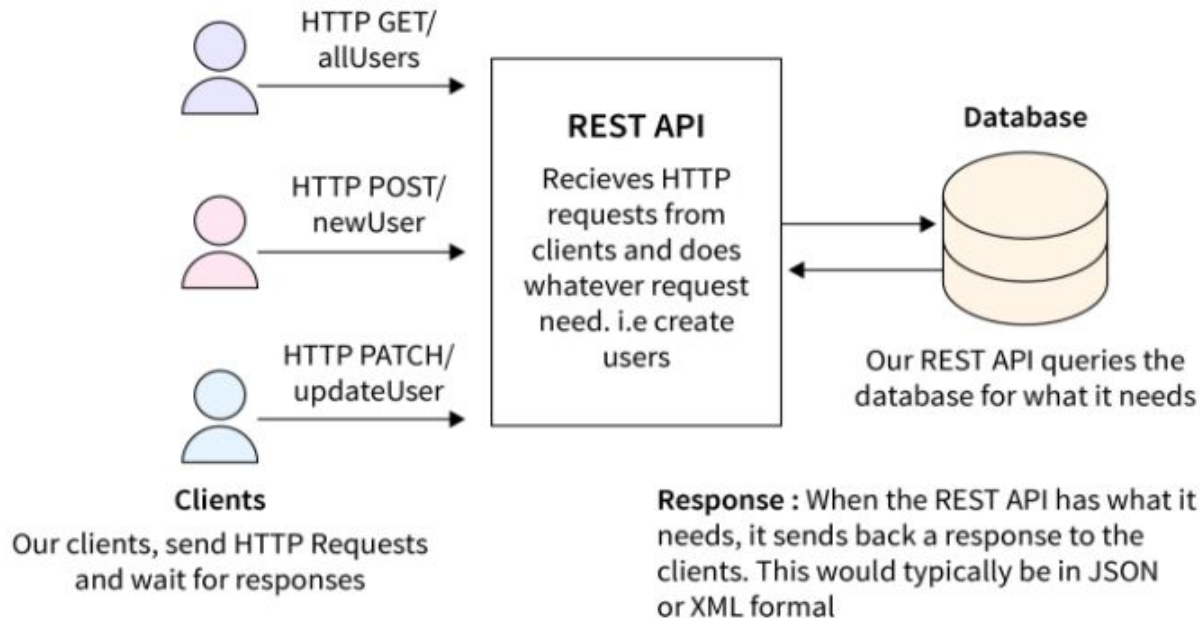 HTTP GET/
allUsers
HTTP POST/
newUser
HTTP PATCH/
updateUser
Clients
Our clients, send HTTP Requests
and wait for responses
REST API
Recieves HTTP
requests from
clients and does
whatever request
need. i.e create
users
Database
Our REST API queries the
database for what it needs
Response : When the REST API has what it
needs, it sends back a response to the
clients. This would typically be in JSON
or XML formal